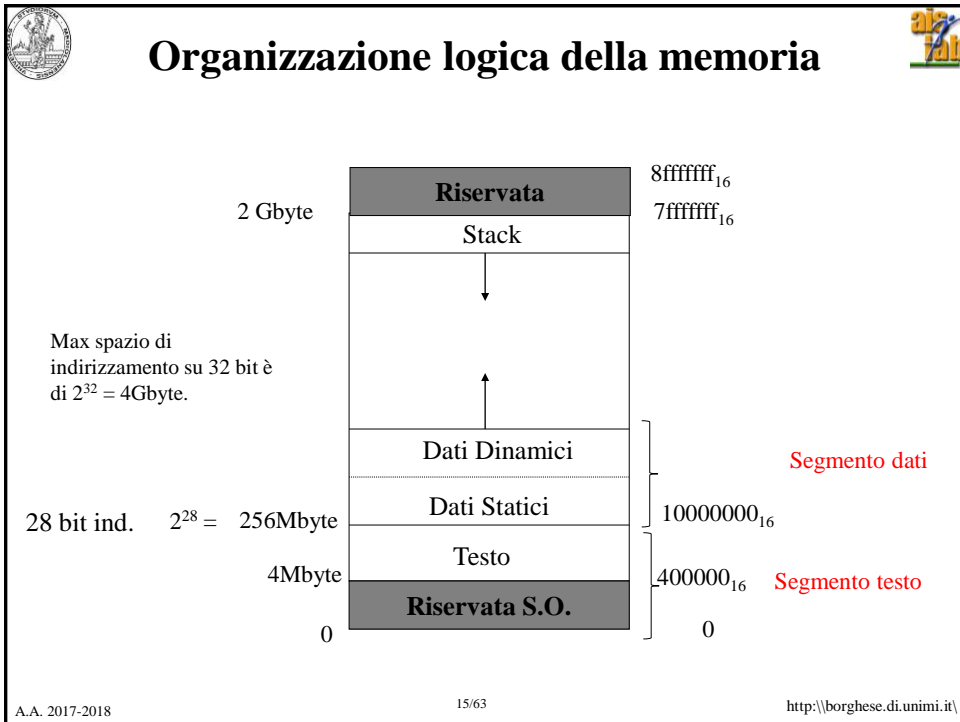 Organizzazione logica della memoria
Riservata
8fffffff16
2 Gbyte
7fffffff16
Stack
Max spazio di
indirizzamento su 32 bit è
di 2^32 = 4Gbyte.
Dati Dinamici
Segmento dati
Dati Statici
28 bit ind. 2^28 = 256Mbyte
1000000016
Testo
4Mbyte
40000016
Segmento testo
Riservata S.O.
0
0
A.A. 2017-2018
15/63
http:\\borghese.di.unimi.it\